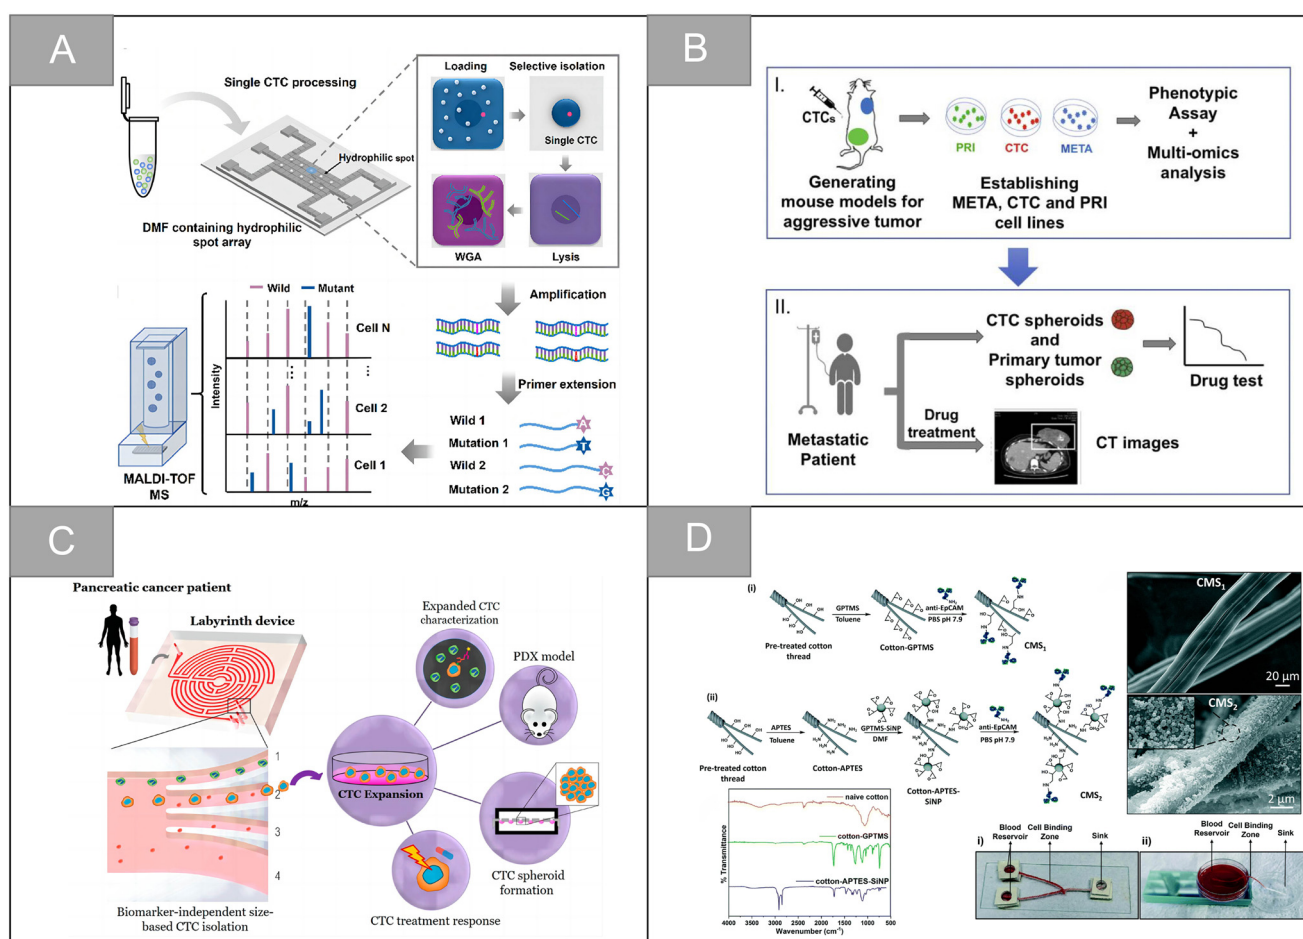 A
Single CTC processing
Hydrophilic spot
DMF containing hydrophilic
spot array
Loading
Selective isolation
Single CTC
WGA
Lysis
Amplification
Primer extension
Wild 1
A
Mutation 1
T
Wild 2
C
Mutation 2
G
Wild
Mutant
Cell N
Cell 2
Cell 1
Intensity
m/z
MALDI-TOF
MS
B
I.
CTCs
PRI
CTC
META
Generating
mouse models for
aggressive tumor
Establishing
META, CTC and PRI
cell lines
Phenotypic
Assay
+
Multi-omics
analysis
II.
Metastatic
Patient
CTC spheroids
and
Primary tumor
spheroids
Drug test
Drug
treatment
CT images
C
Pancreatic cancer patient
Labyrinth device
1
2
3
4
Biomarker-independent size-
based CTC isolation
Expanded CTC
characterization
PDX model
CTC Expansion
CTC spheroid
formation
CTC treatment response
D
(i)
Pre-treated cotton
thread
GPTMS
Toluene
Cotton-GPTMS
anti-EpCAM
PBS pH 7.9
CMS1
(ii)
Pre-treated cotton
thread
APTES
Toluene
Cotton-APTES
GPTMS-SiNP
DMF
Cotton-APTES-
SiNP
anti-EpCAM
PBS pH 7.9
CMS2
CMS1
20 µm
CMS2
2 µm
naive cotton
cotton-GPTMS
cotton-APTES-SiNP
% Transmittance
4000 3500 3000 2500 2000 1500 1000 500
Wavenumber (cm-1)
i)
Blood
Reservoir
Cell Binding
Zone
Sink
ii)
Blood
Reservoir
Cell Binding
Zone
Sink